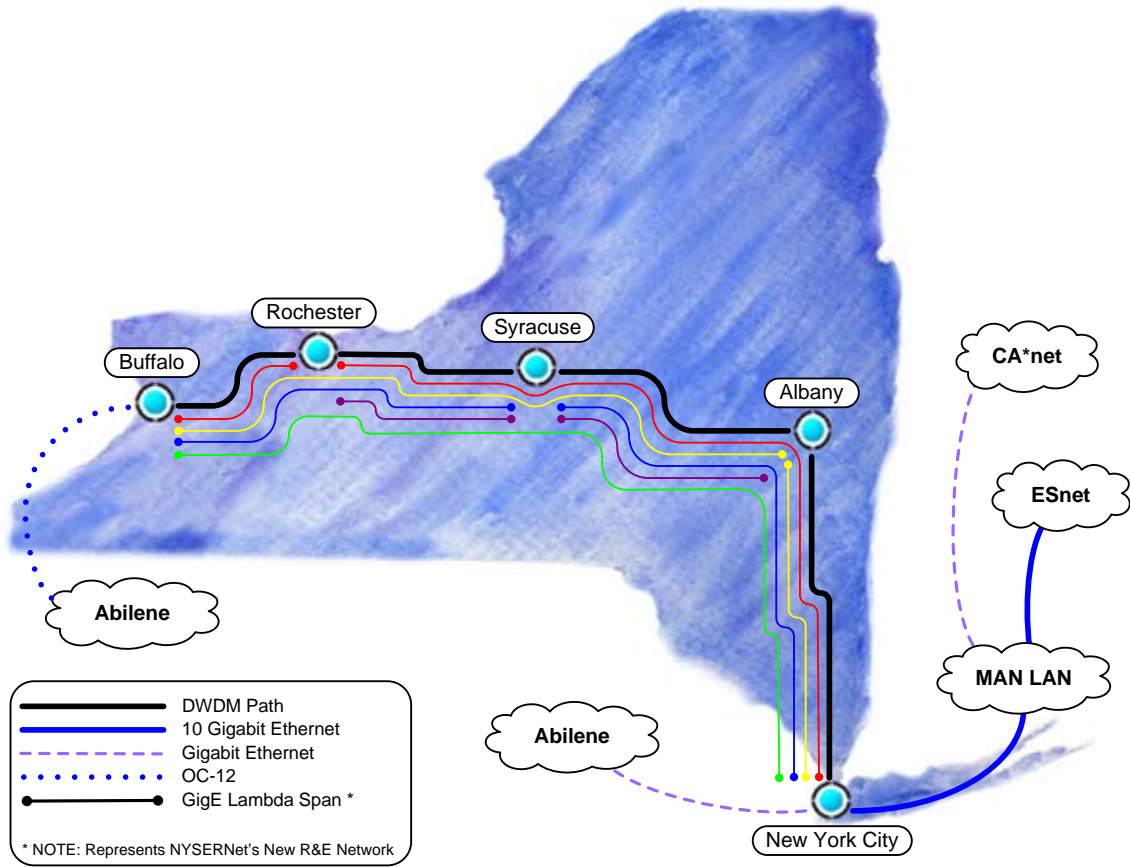 Rochester
Syracuse
Buffalo
CA*net
Albany
ESnet
Abilene
MAN LAN
Abilene
New York City
DWDM Path
10 Gigabit Ethernet
Gigabit Ethernet
OC-12
GigE Lambda Span *
* NOTE: Represents NYSERNet's New R&E Network